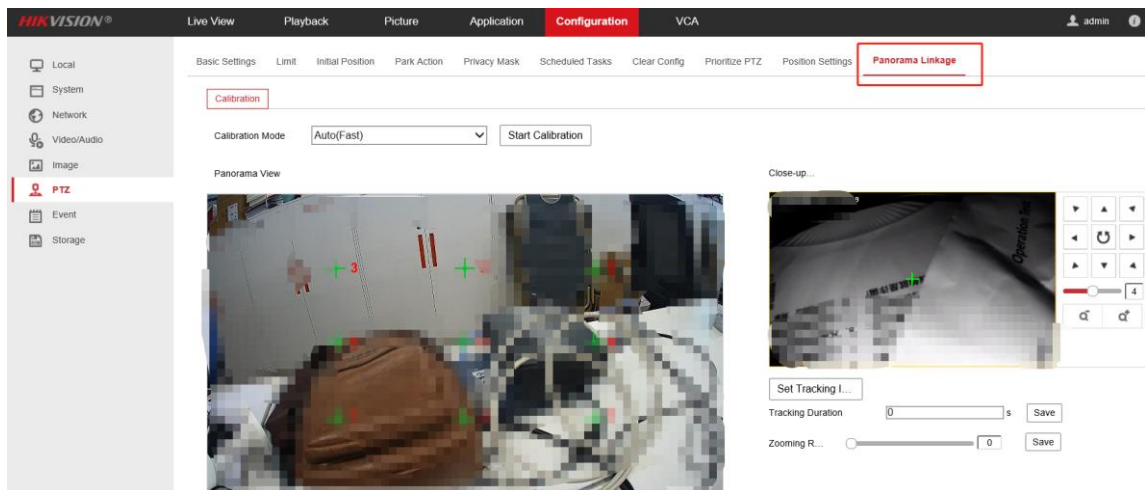 HIKVISION®
Live View Playback Picture Application Configuration VCA admin
Local
System
Network
Video/Audio
Image
PTZ
Event
Storage
Basic Settings Limit Initial Position Park Action Privacy Mask Scheduled Tasks Clear Config Prioritize PTZ Position Settings Panorama Linkage
Calibration
Calibration Mode Auto(Fast) Start Calibration
Panorama View
3
Close-up...
Operation Test
4
Set Tracking I...
Tracking Duration 0 s Save
Zooming R... 0 Save